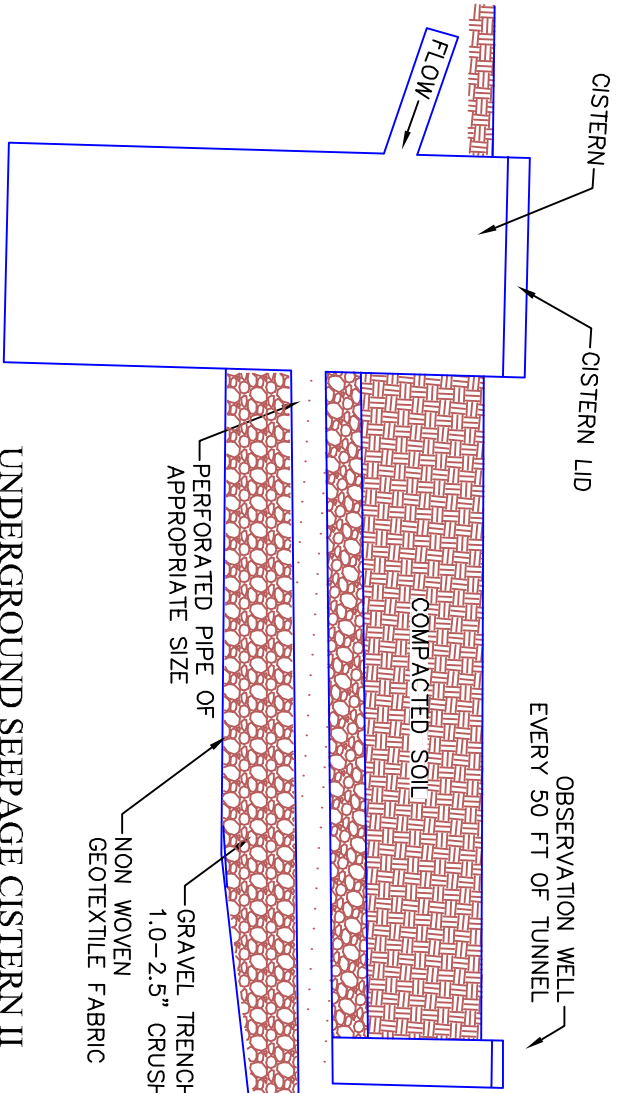 CISTERN
CISTERN LID
FLOW
OBSERVATION WELL
EVERY 50 FT OF TUNNEL
COMPACTED SOIL
PERFORATED PIPE OF
APPROPRIATE SIZE
GRAVEL TRENCH
1.0–2.5" CRUSH
NON WOVEN
GEOTEXTILE FABRIC
UNDERGROUND SEEPAGE CISTERN II